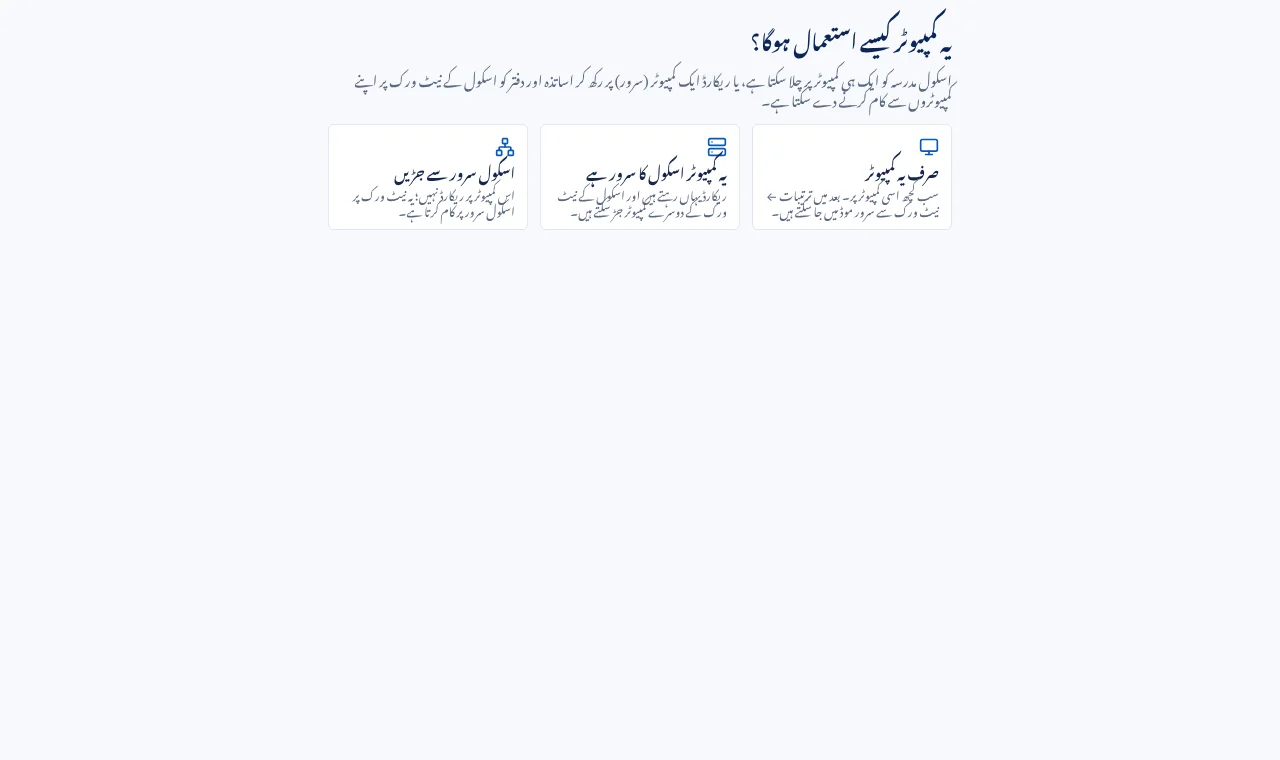 یہ کمپیوٹر کیسے استعمال ہوگا؟
اسکول مدرسہ کو ایک ہی کمپیوٹر پر چلا سکتا ہے، یا ریکارڈ ایک کمپیوٹر (سرور) پر رکھ کر اساتذہ اور دفتر کو اسکول کے نیٹ ورک پر اپنے
کمپیوٹروں سے کام کرنے دے سکتا ہے۔
صرف یہ کمپیوٹر
سب کچھ اسی کمپیوٹر پر۔ بعد میں ترتیبات ←
نیٹ ورک سے سرور موڈ میں جا سکتے ہیں۔
یہ کمپیوٹر اسکول کا سرور ہے
ریکارڈ یہاں رہتے ہیں اور اسکول کے نیٹ
ورک کے دوسرے کمپیوٹر جڑ سکتے ہیں۔
اسکول سرور سے جڑیں
اس کمپیوٹر پر ریکارڈ نہیں؛ یہ نیٹ ورک پر
اسکول سرور پر کام کرتا ہے۔